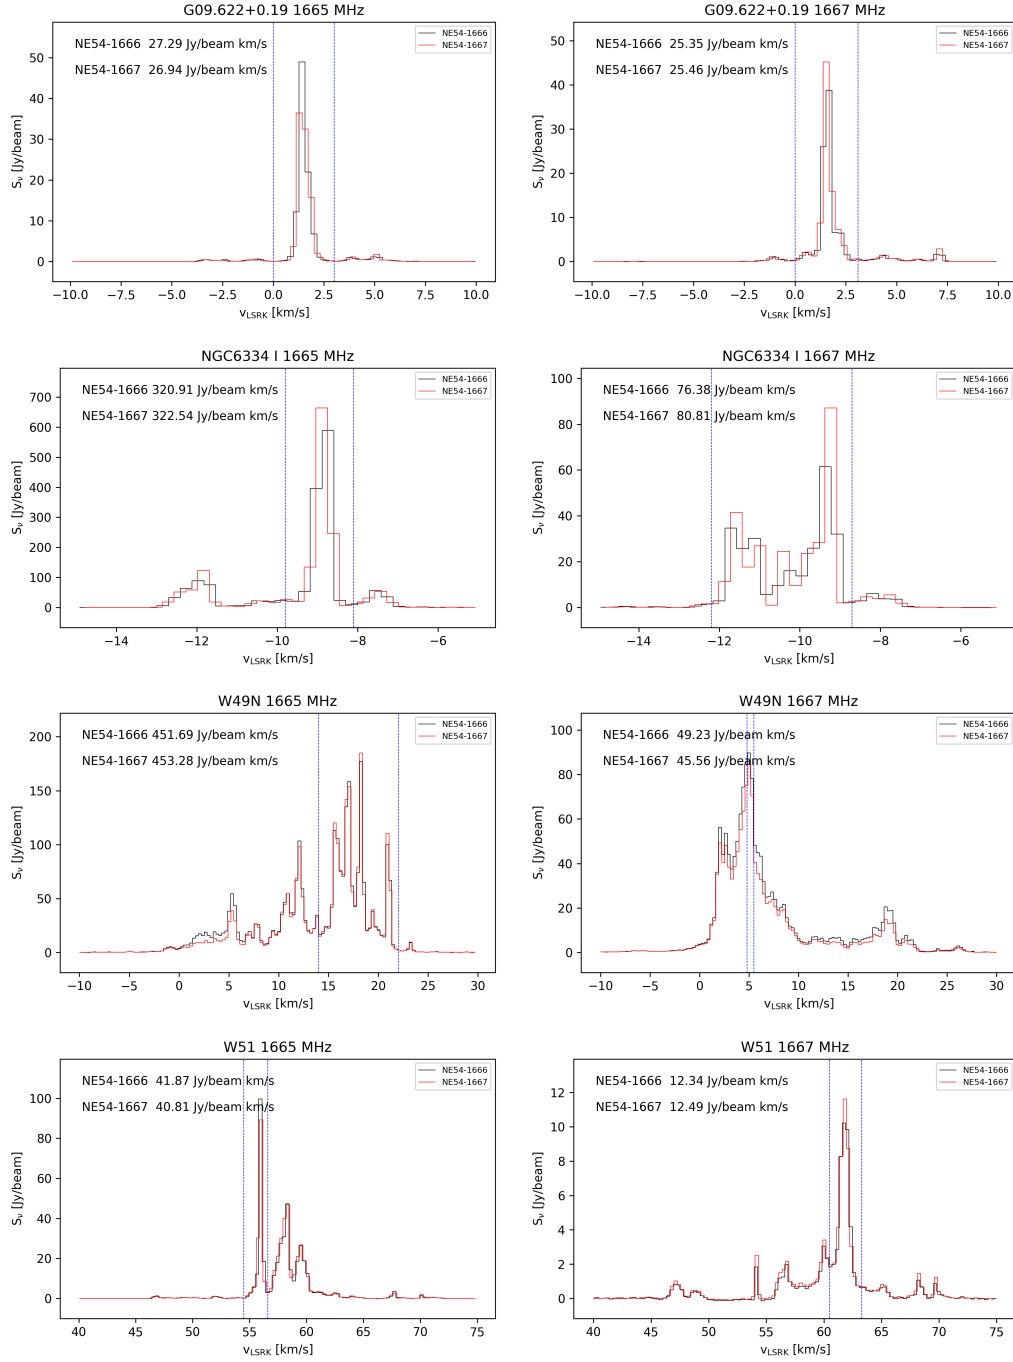 G09.622+0.19 1665 MHz
NE54-1666 27.29 Jy/beam km/s
NE54-1667 26.94 Jy/beam km/s
NE54-1666
NE54-1667
Sν [Jy/beam]
50
40
30
20
10
0
−10.0 −7.5 −5.0 −2.5 0.0 2.5 5.0 7.5 10.0
vLSRK [km/s]
G09.622+0.19 1667 MHz
NE54-1666 25.35 Jy/beam km/s
NE54-1667 25.46 Jy/beam km/s
NE54-1666
NE54-1667
Sν [Jy/beam]
50
40
30
20
10
0
−10.0 −7.5 −5.0 −2.5 0.0 2.5 5.0 7.5 10.0
vLSRK [km/s]
NGC6334 I 1665 MHz
NE54-1666 320.91 Jy/beam km/s
NE54-1667 322.54 Jy/beam km/s
NE54-1666
NE54-1667
Sν [Jy/beam]
700
600
500
400
300
200
100
0
−14 −12 −10 −8 −6
vLSRK [km/s]
NGC6334 I 1667 MHz
NE54-1666 76.38 Jy/beam km/s
NE54-1667 80.81 Jy/beam km/s
NE54-1666
NE54-1667
Sν [Jy/beam]
100
80
60
40
20
0
−14 −12 −10 −8 −6
vLSRK [km/s]
W49N 1665 MHz
NE54-1666 451.69 Jy/beam km/s
NE54-1667 453.28 Jy/beam km/s
NE54-1666
NE54-1667
Sν [Jy/beam]
200
150
100
50
0
−10 −5 0 5 10 15 20 25 30
vLSRK [km/s]
W49N 1667 MHz
NE54-1666 49.23 Jy/beam km/s
NE54-1667 45.56 Jy/beam km/s
NE54-1666
NE54-1667
Sν [Jy/beam]
100
80
60
40
20
0
−10 −5 0 5 10 15 20 25 30
vLSRK [km/s]
W51 1665 MHz
NE54-1666 41.87 Jy/beam km/s
NE54-1667 40.81 Jy/beam km/s
NE54-1666
NE54-1667
Sν [Jy/beam]
100
80
60
40
20
0
40 45 50 55 60 65 70 75
vLSRK [km/s]
W51 1667 MHz
NE54-1666 12.34 Jy/beam km/s
NE54-1667 12.49 Jy/beam km/s
NE54-1666
NE54-1667
Sν [Jy/beam]
12
10
8
6
4
2
0
40 45 50 55 60 65 70 75
vLSRK [km/s]